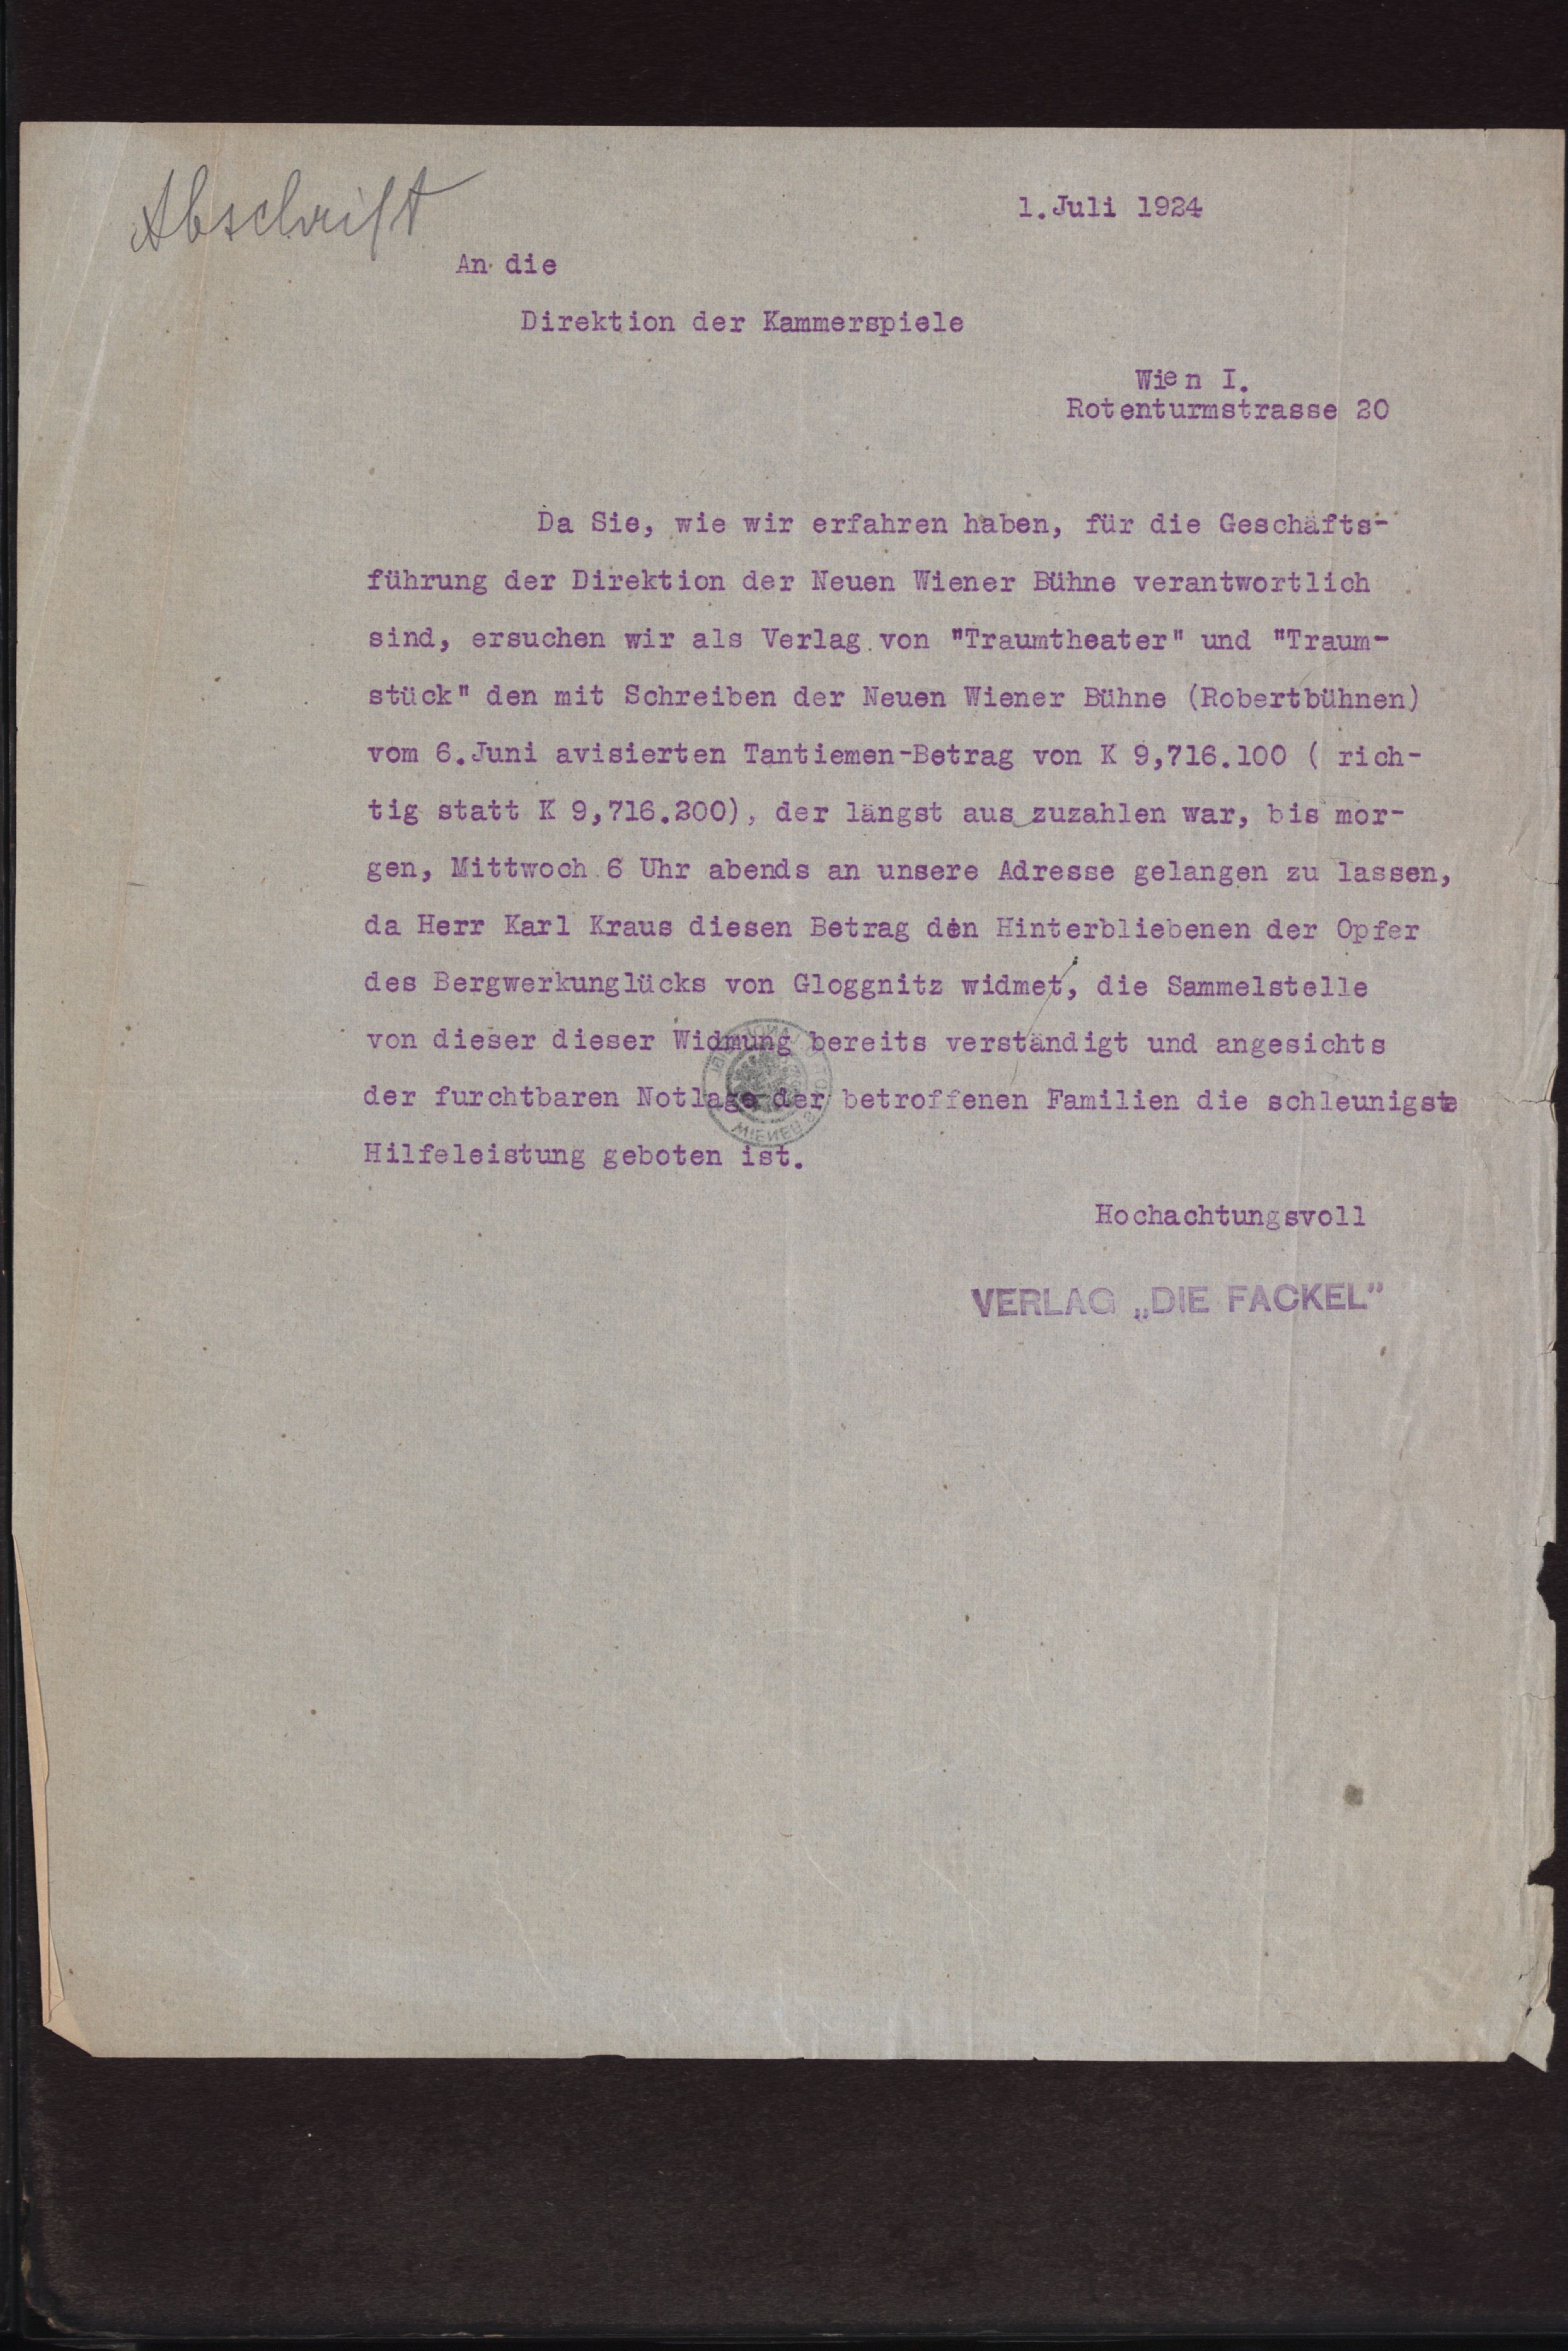 Abschrift
1.Juli 1924
An die
Direktion der Kammerspiele
Wien I.
Rotenturmstrasse 20
Da Sie, wie wir erfahren haben, für die Geschäfts-
führung der Direktion der Neuen Wiener Bühne verantwortlich
sind, ersuchen wir als Verlag von "Traumtheater" und "Traum-
stück" den mit Schreiben der Neuen Wiener Bühne (Robertbühnen)
vom 6.Juni avisierten Tantiemen-Betrag von K 9,716.100 ( rich-
tig statt K 9,716.200), der längst auszuzahlen war, bis mor-
gen, Mittwoch 6 Uhr abends an unsere Adresse gelangen zu lassen,
da Herr Karl Kraus diesen Betrag den Hinterbliebenen der Opfer
des Bergwerkunglücks von Gloggnitz widmet, die Sammelstelle
von dieser dieser Widmung bereits verständigt und angesichts
der furchtbaren Notlage der betroffenen Familien die schleunigste
Hilfeleistung geboten ist.
Hochachtungsvoll
VERLAG „DIE FACKEL"